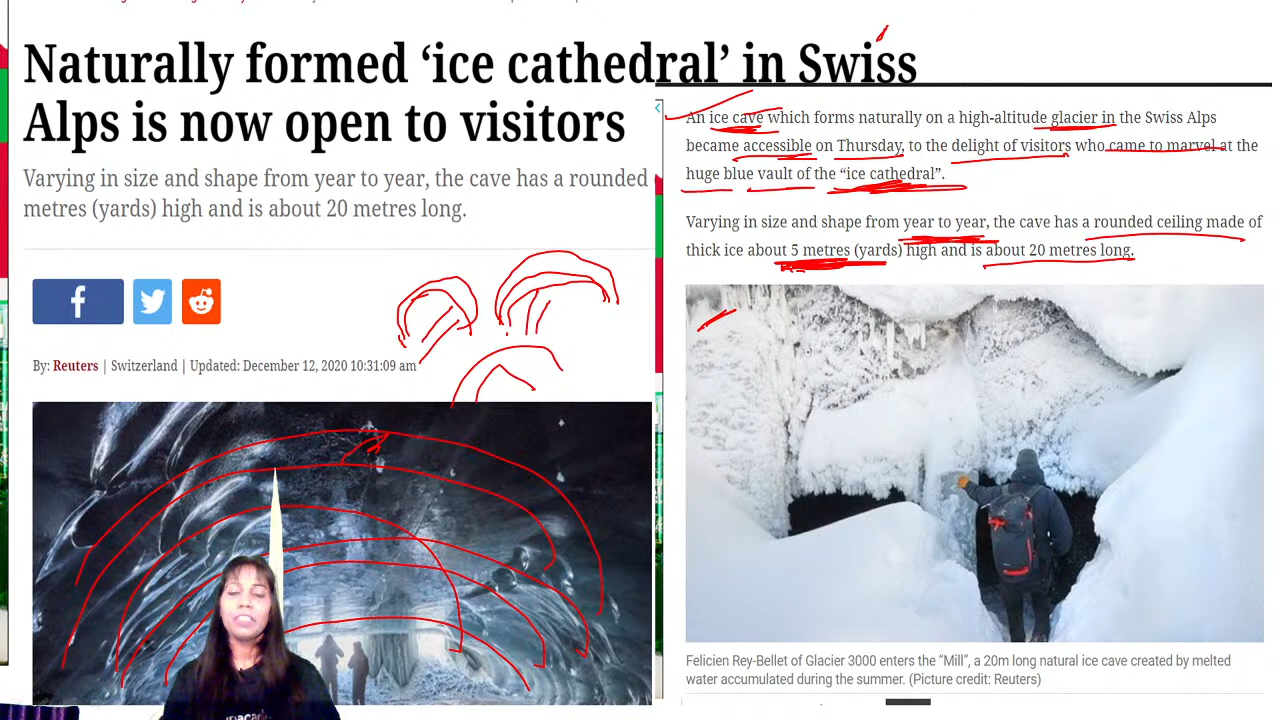 Naturally formed ‘ice cathedral’ in Swiss
Alps is now open to visitors
Varying in size and shape from year to year, the cave has a rounded
metres (yards) high and is about 20 metres long.
f
By: Reuters | Switzerland | Updated: December 12, 2020 10:31:09 am
An ice cave which forms naturally on a high-altitude glacier in the Swiss Alps
became accessible on Thursday, to the delight of visitors who came to marvel at the
huge blue vault of the “ice cathedral”.
Varying in size and shape from year to year, the cave has a rounded ceiling made of
thick ice about 5 metres (yards) high and is about 20 metres long.
Felicien Rey-Bellet of Glacier 3000 enters the “Mill”, a 20m long natural ice cave created by melted
water accumulated during the summer. (Picture credit: Reuters)